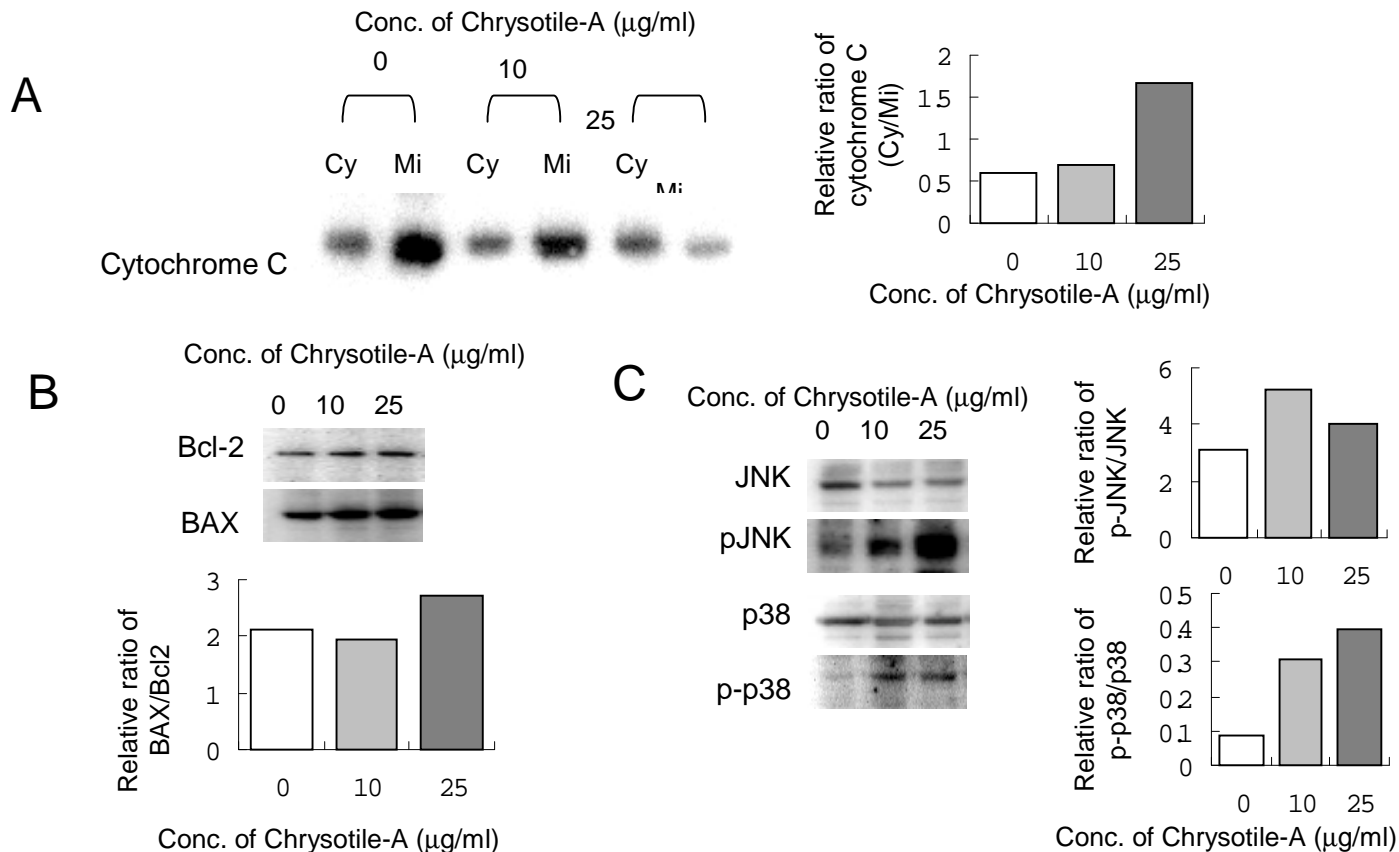 A
Conc. of Chrysotile-A (µg/ml)
0 10 25
Cy Mi Cy Mi Cy Mi
Cytochrome C
Relative ratio of
cytochrome C
(Cy/Mi)
2
1.5
1
0.5
0
0 10 25
Conc. of Chrysotile-A (µg/ml)
B
Conc. of Chrysotile-A (µg/ml)
0 10 25
Bcl-2
BAX
Relative ratio of
BAX/Bcl2
3
2
1
0
0 10 25
Conc. of Chrysotile-A (µg/ml)
C
Conc. of Chrysotile-A (µg/ml)
0 10 25
JNK
pJNK
p38
p-p38
Relative ratio of
p-JNK/JNK
6
4
2
0
0 10 25
Relative ratio of
p-p38/p38
0.5
0.4
0.3
0.2
0.1
0
0 10 25
Conc. of Chrysotile-A (µg/ml)